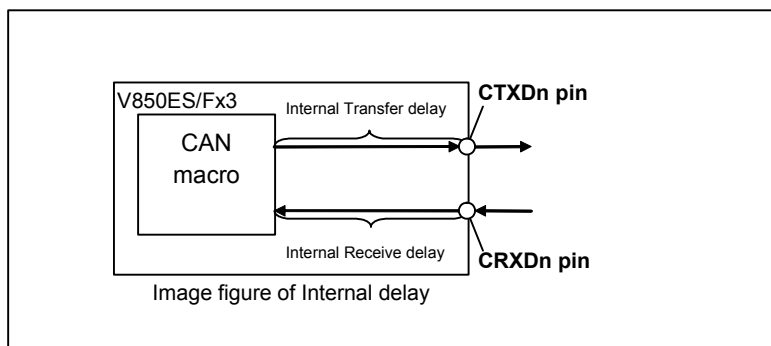 V850ES/Fx3
CAN
macro
Internal Transfer delay
CTXDn pin
Internal Receive delay
CRXDn pin
Image figure of Internal delay